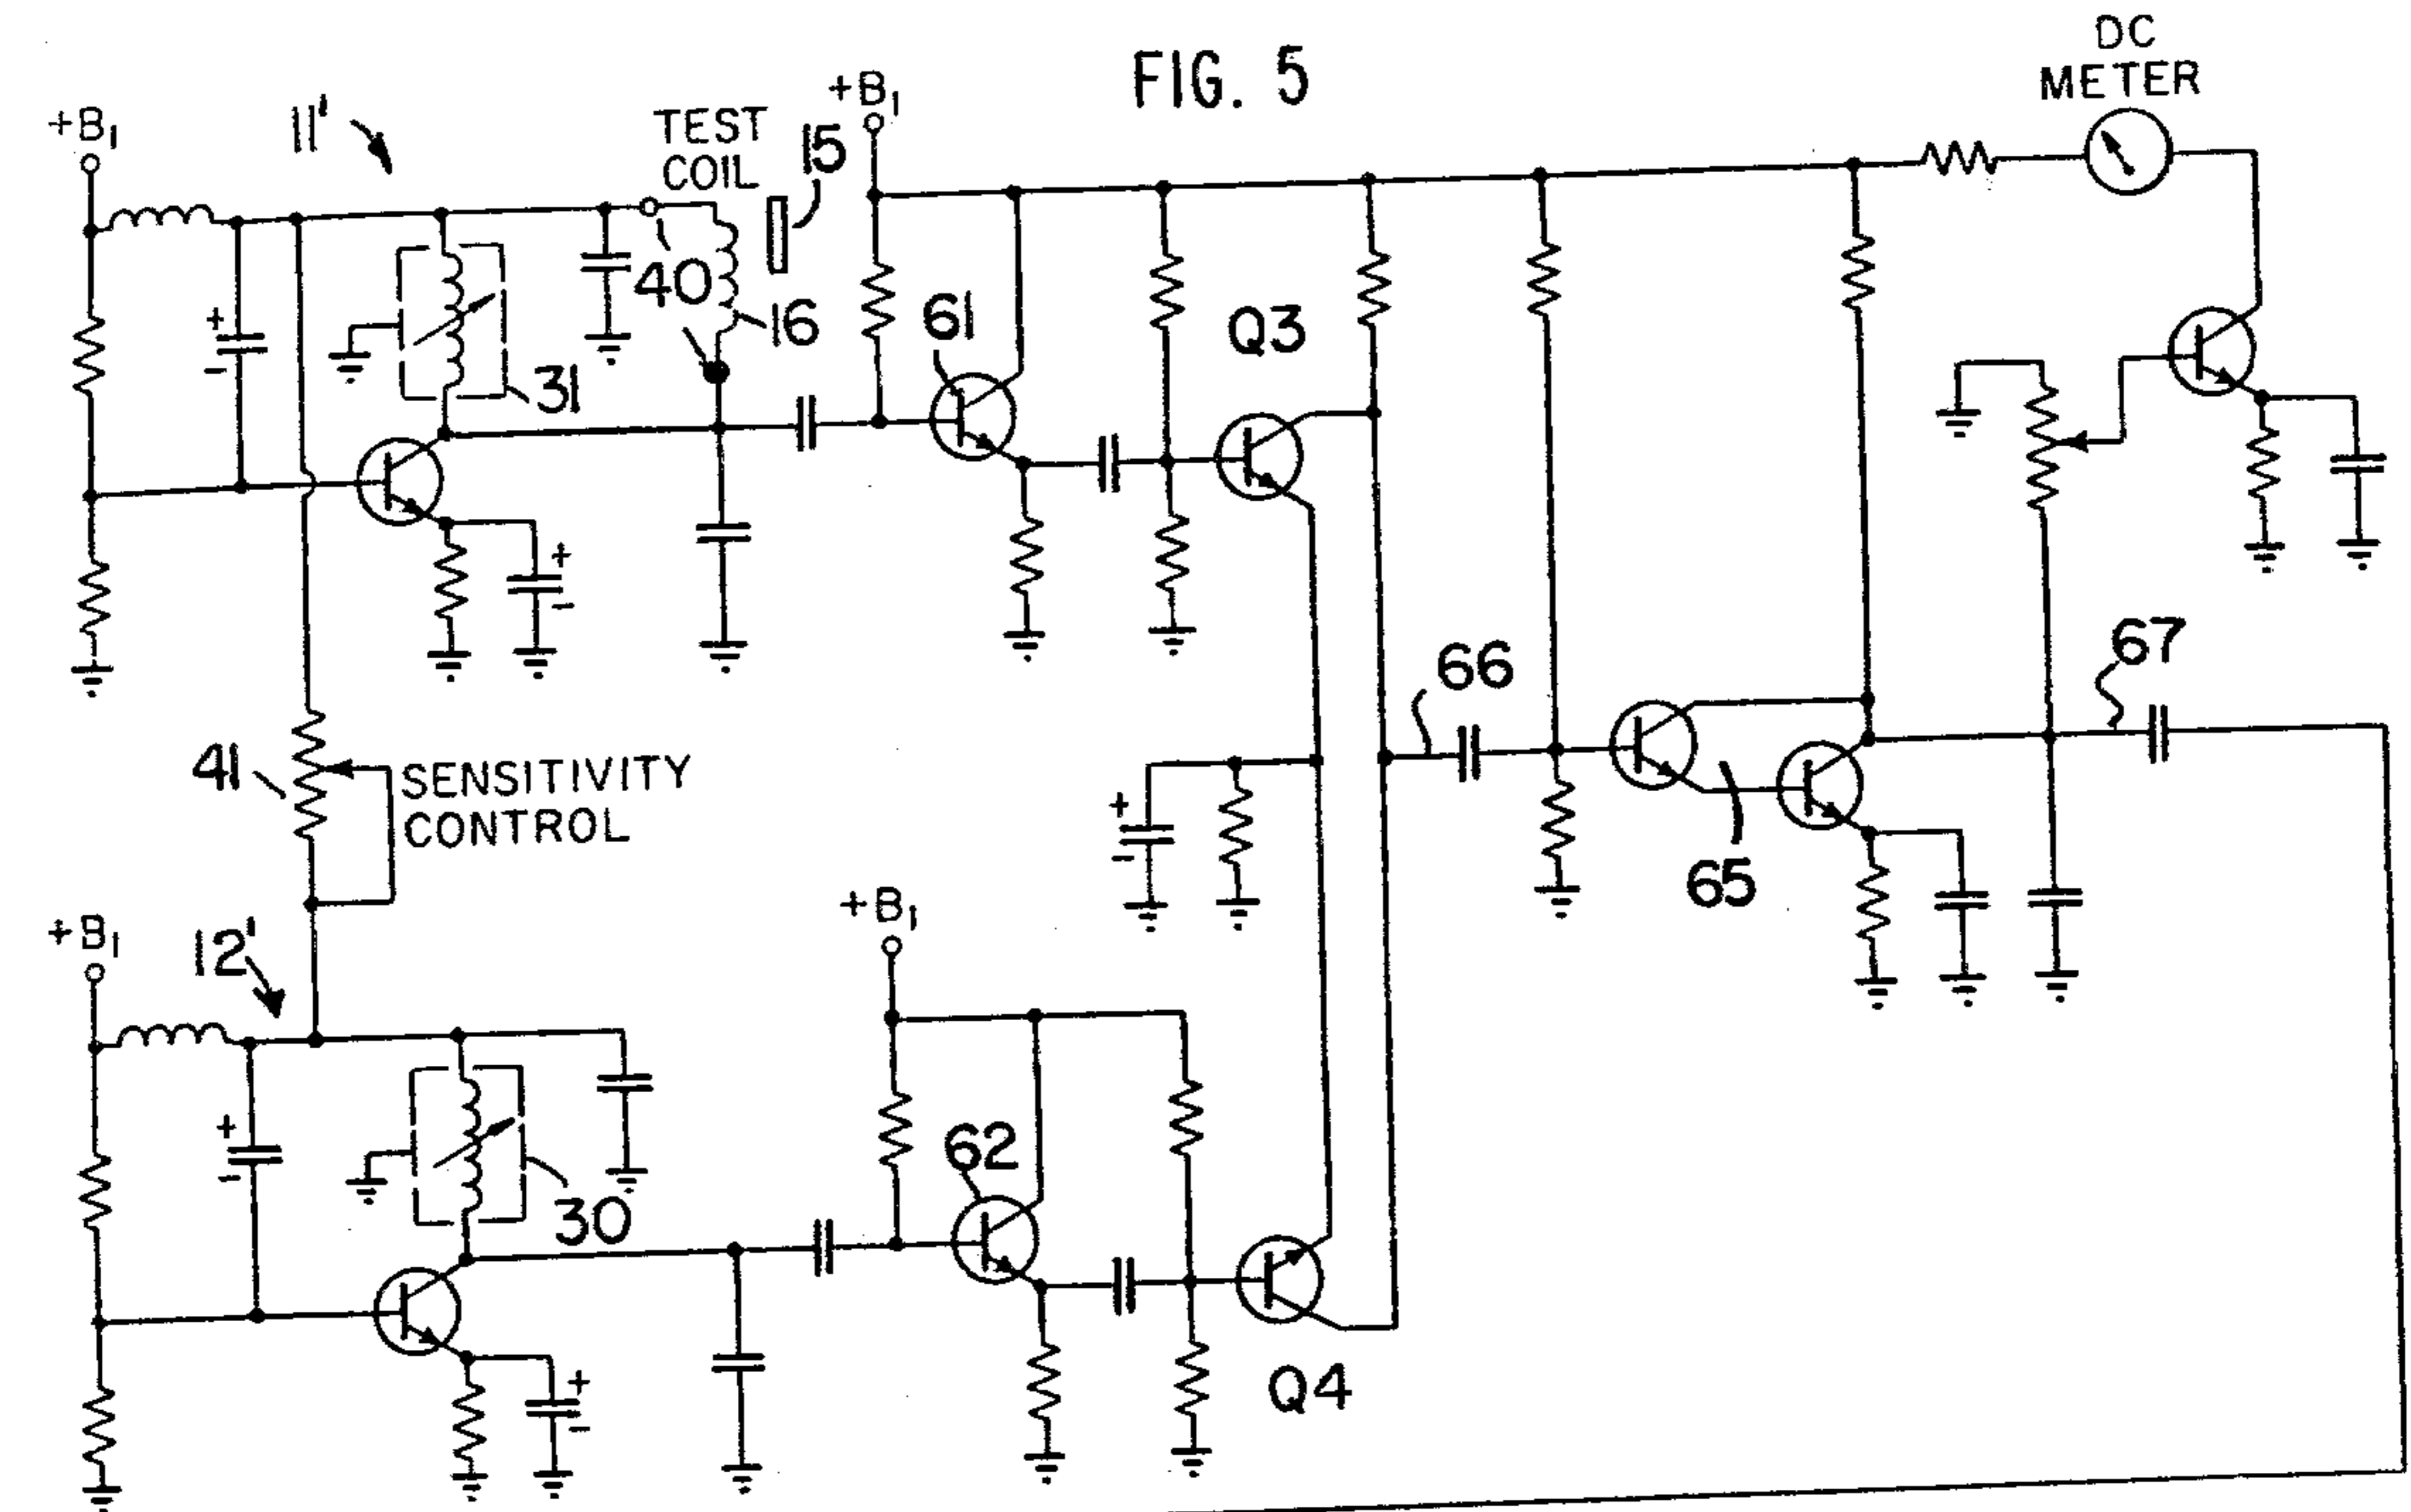 FIG. 5
DC
METER
+B1
11'
TEST
COIL
15
+B1
40
16
61
Q3
31
+
-
+
-
66
67
41
SENSITIVITY
CONTROL
+
-
65
+B1
12'
+B1
+
-
62
30
Q4
+
-